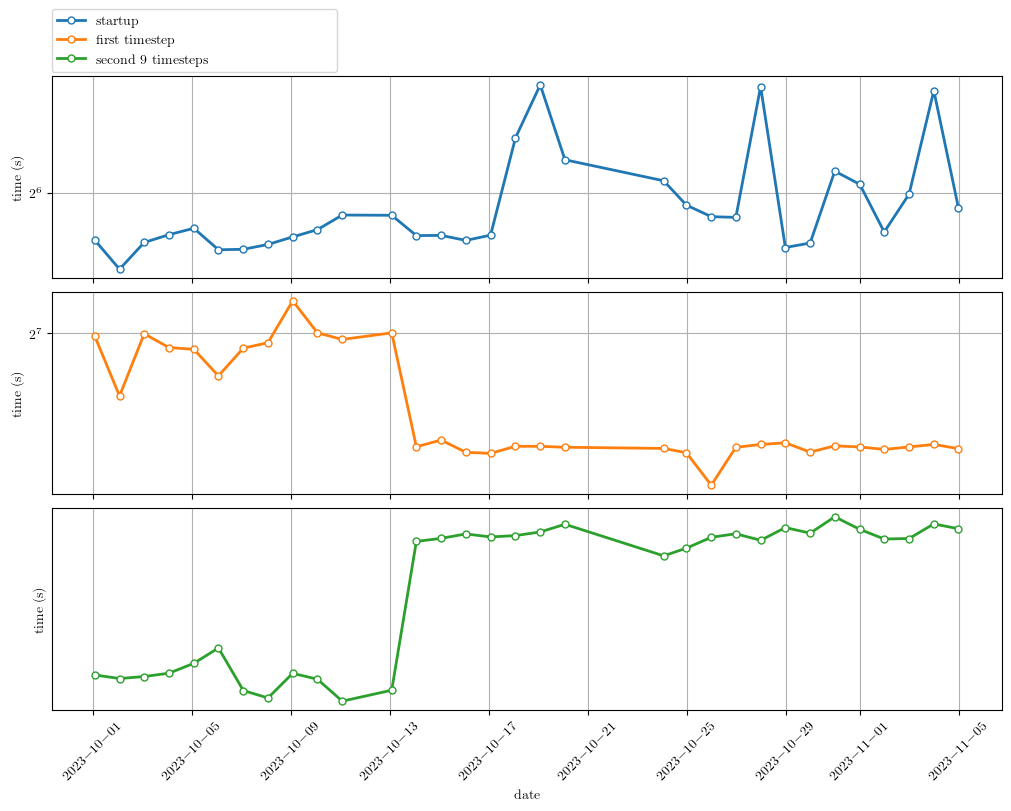 startup
first timestep
second 9 timesteps
time (s)
2^6
time (s)
2^7
time (s)
2023−10−01
2023−10−05
2023−10−09
2023−10−13
2023−10−17
2023−10−21
2023−10−25
2023−10−29
2023−11−01
2023−11−05
date